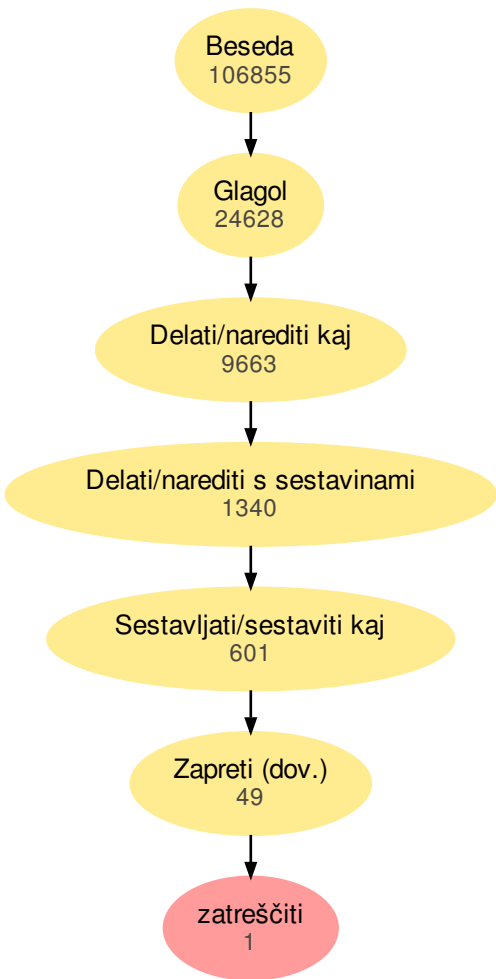 Beseda
106855
Glagol
24628
Delati/narediti kaj
9663
Delati/narediti s sestavinami
1340
Sestavljati/sestaviti kaj
601
Zapreti (dov.)
49
zatreščiti
1